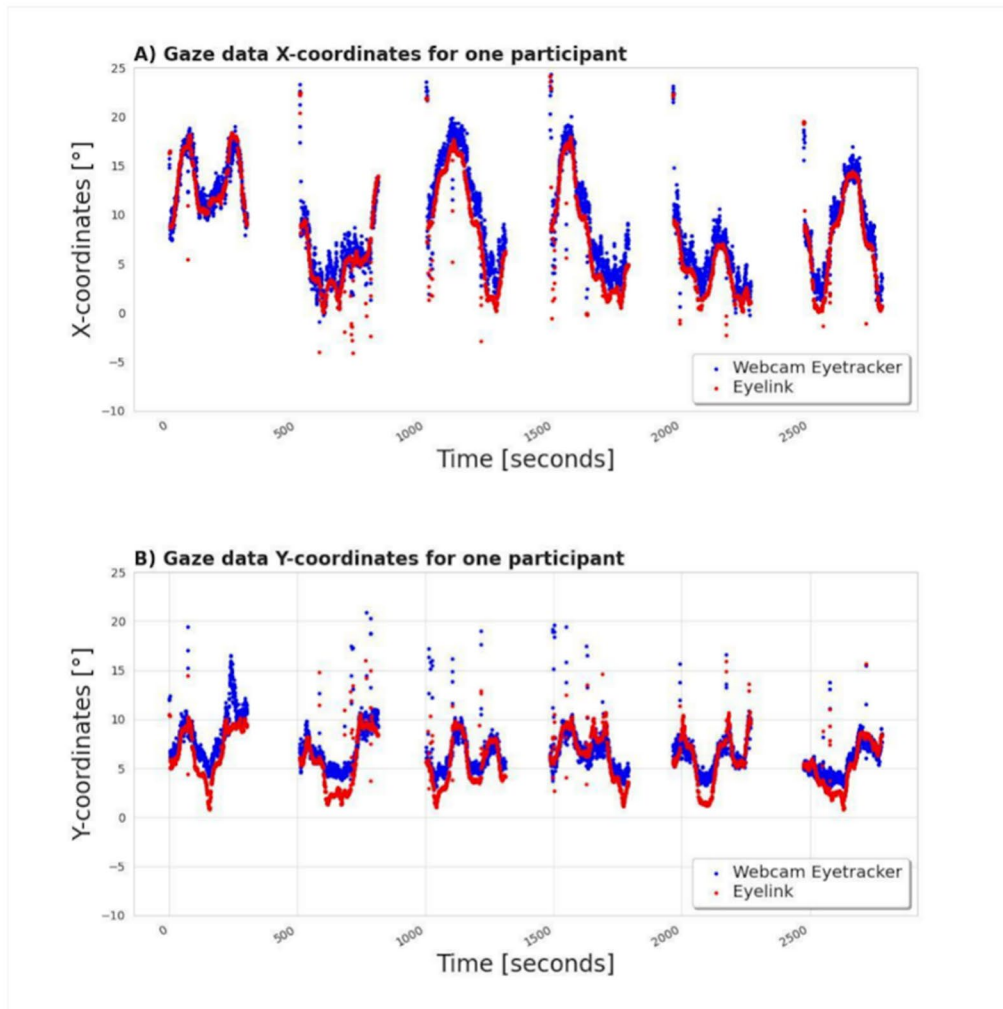 A) Gaze data X-coordinates for one participant
25
20
15
10
5
0
−5
−10
X-coordinates [°]
Webcam Eyetracker
Eyelink
0
500
1000
1500
2000
2500
Time [seconds]
B) Gaze data Y-coordinates for one participant
25
20
15
10
5
0
−5
−10
Y-coordinates [°]
Webcam Eyetracker
Eyelink
0
500
1000
1500
2000
2500
Time [seconds]